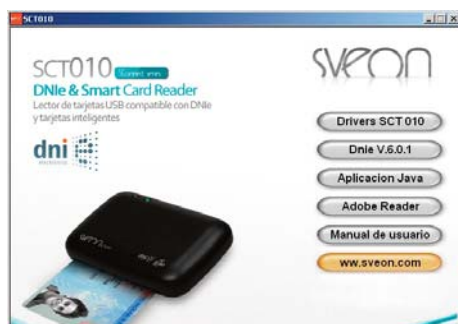 SCT010
SCT010
DNIe & Smart Card Reader
Lector de tarjetas USB compatible con DNIe
y tarjetas inteligentes
dni
sveon
Drivers SCT 010
Dnie V.6.0.1
Aplicacion Java
Adobe Reader
Manual de usuario
ww.sveon.com